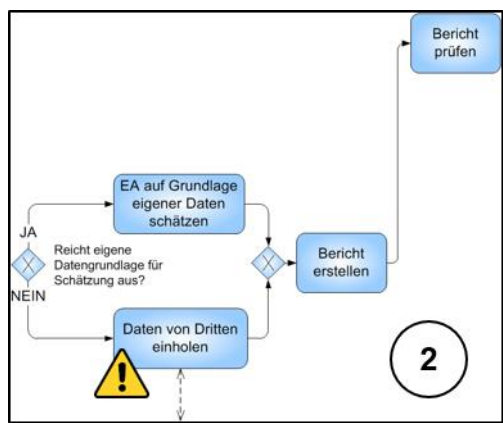 Bericht
prüfen
EA auf Grundlage
eigener Daten
schätzen
JA
Reicht eigene
Datengrundlage für
Schätzung aus?
NEIN
Bericht
erstellen
Daten von Dritten
einholen
2